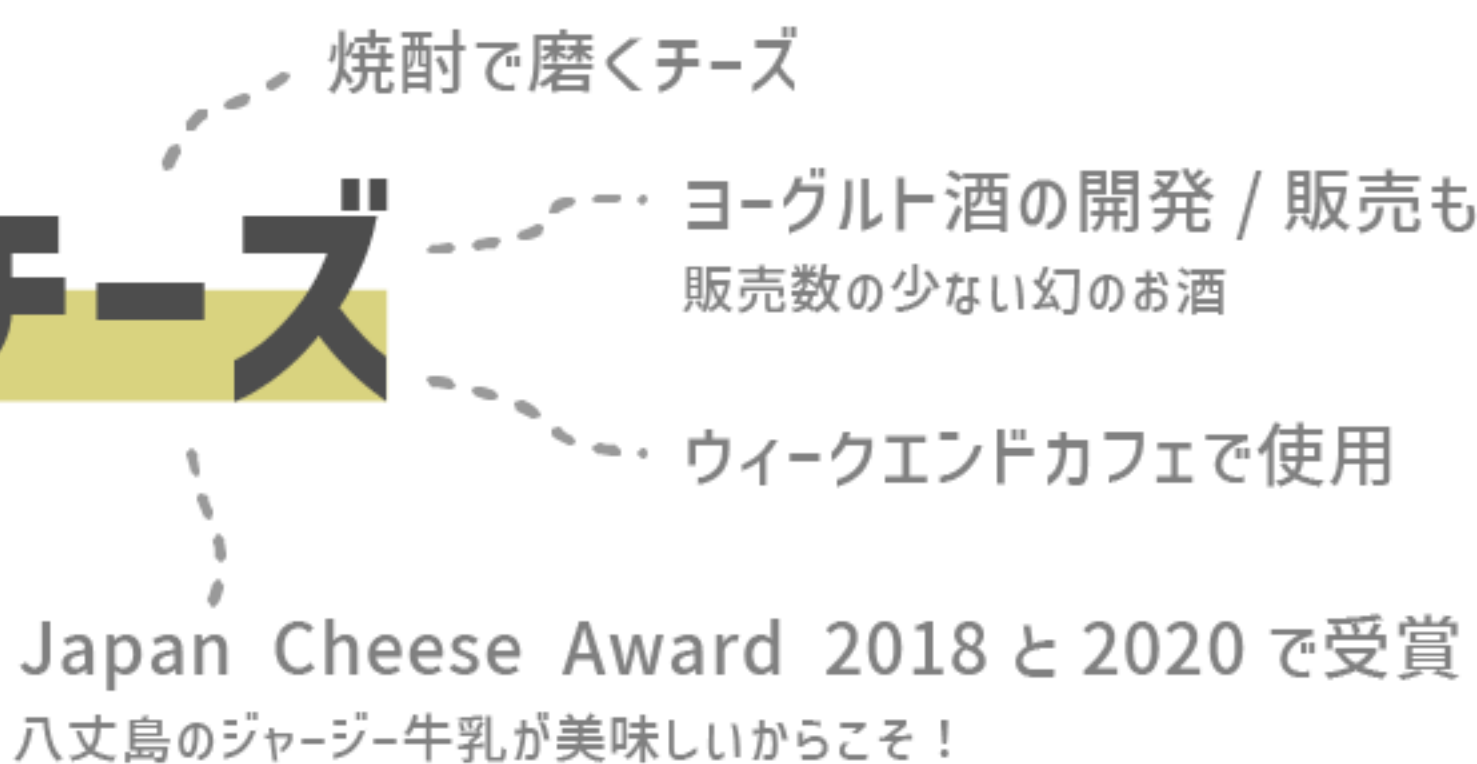 焼酎で磨くチーズ
チーズ
ヨーグルト酒の開発 / 販売も
販売数の少ない幻のお酒
ウィークエンドカフェで使用
Japan Cheese Award 2018 と 2020 で受賞
八丈島のジャージー牛乳が美味しいからこそ！